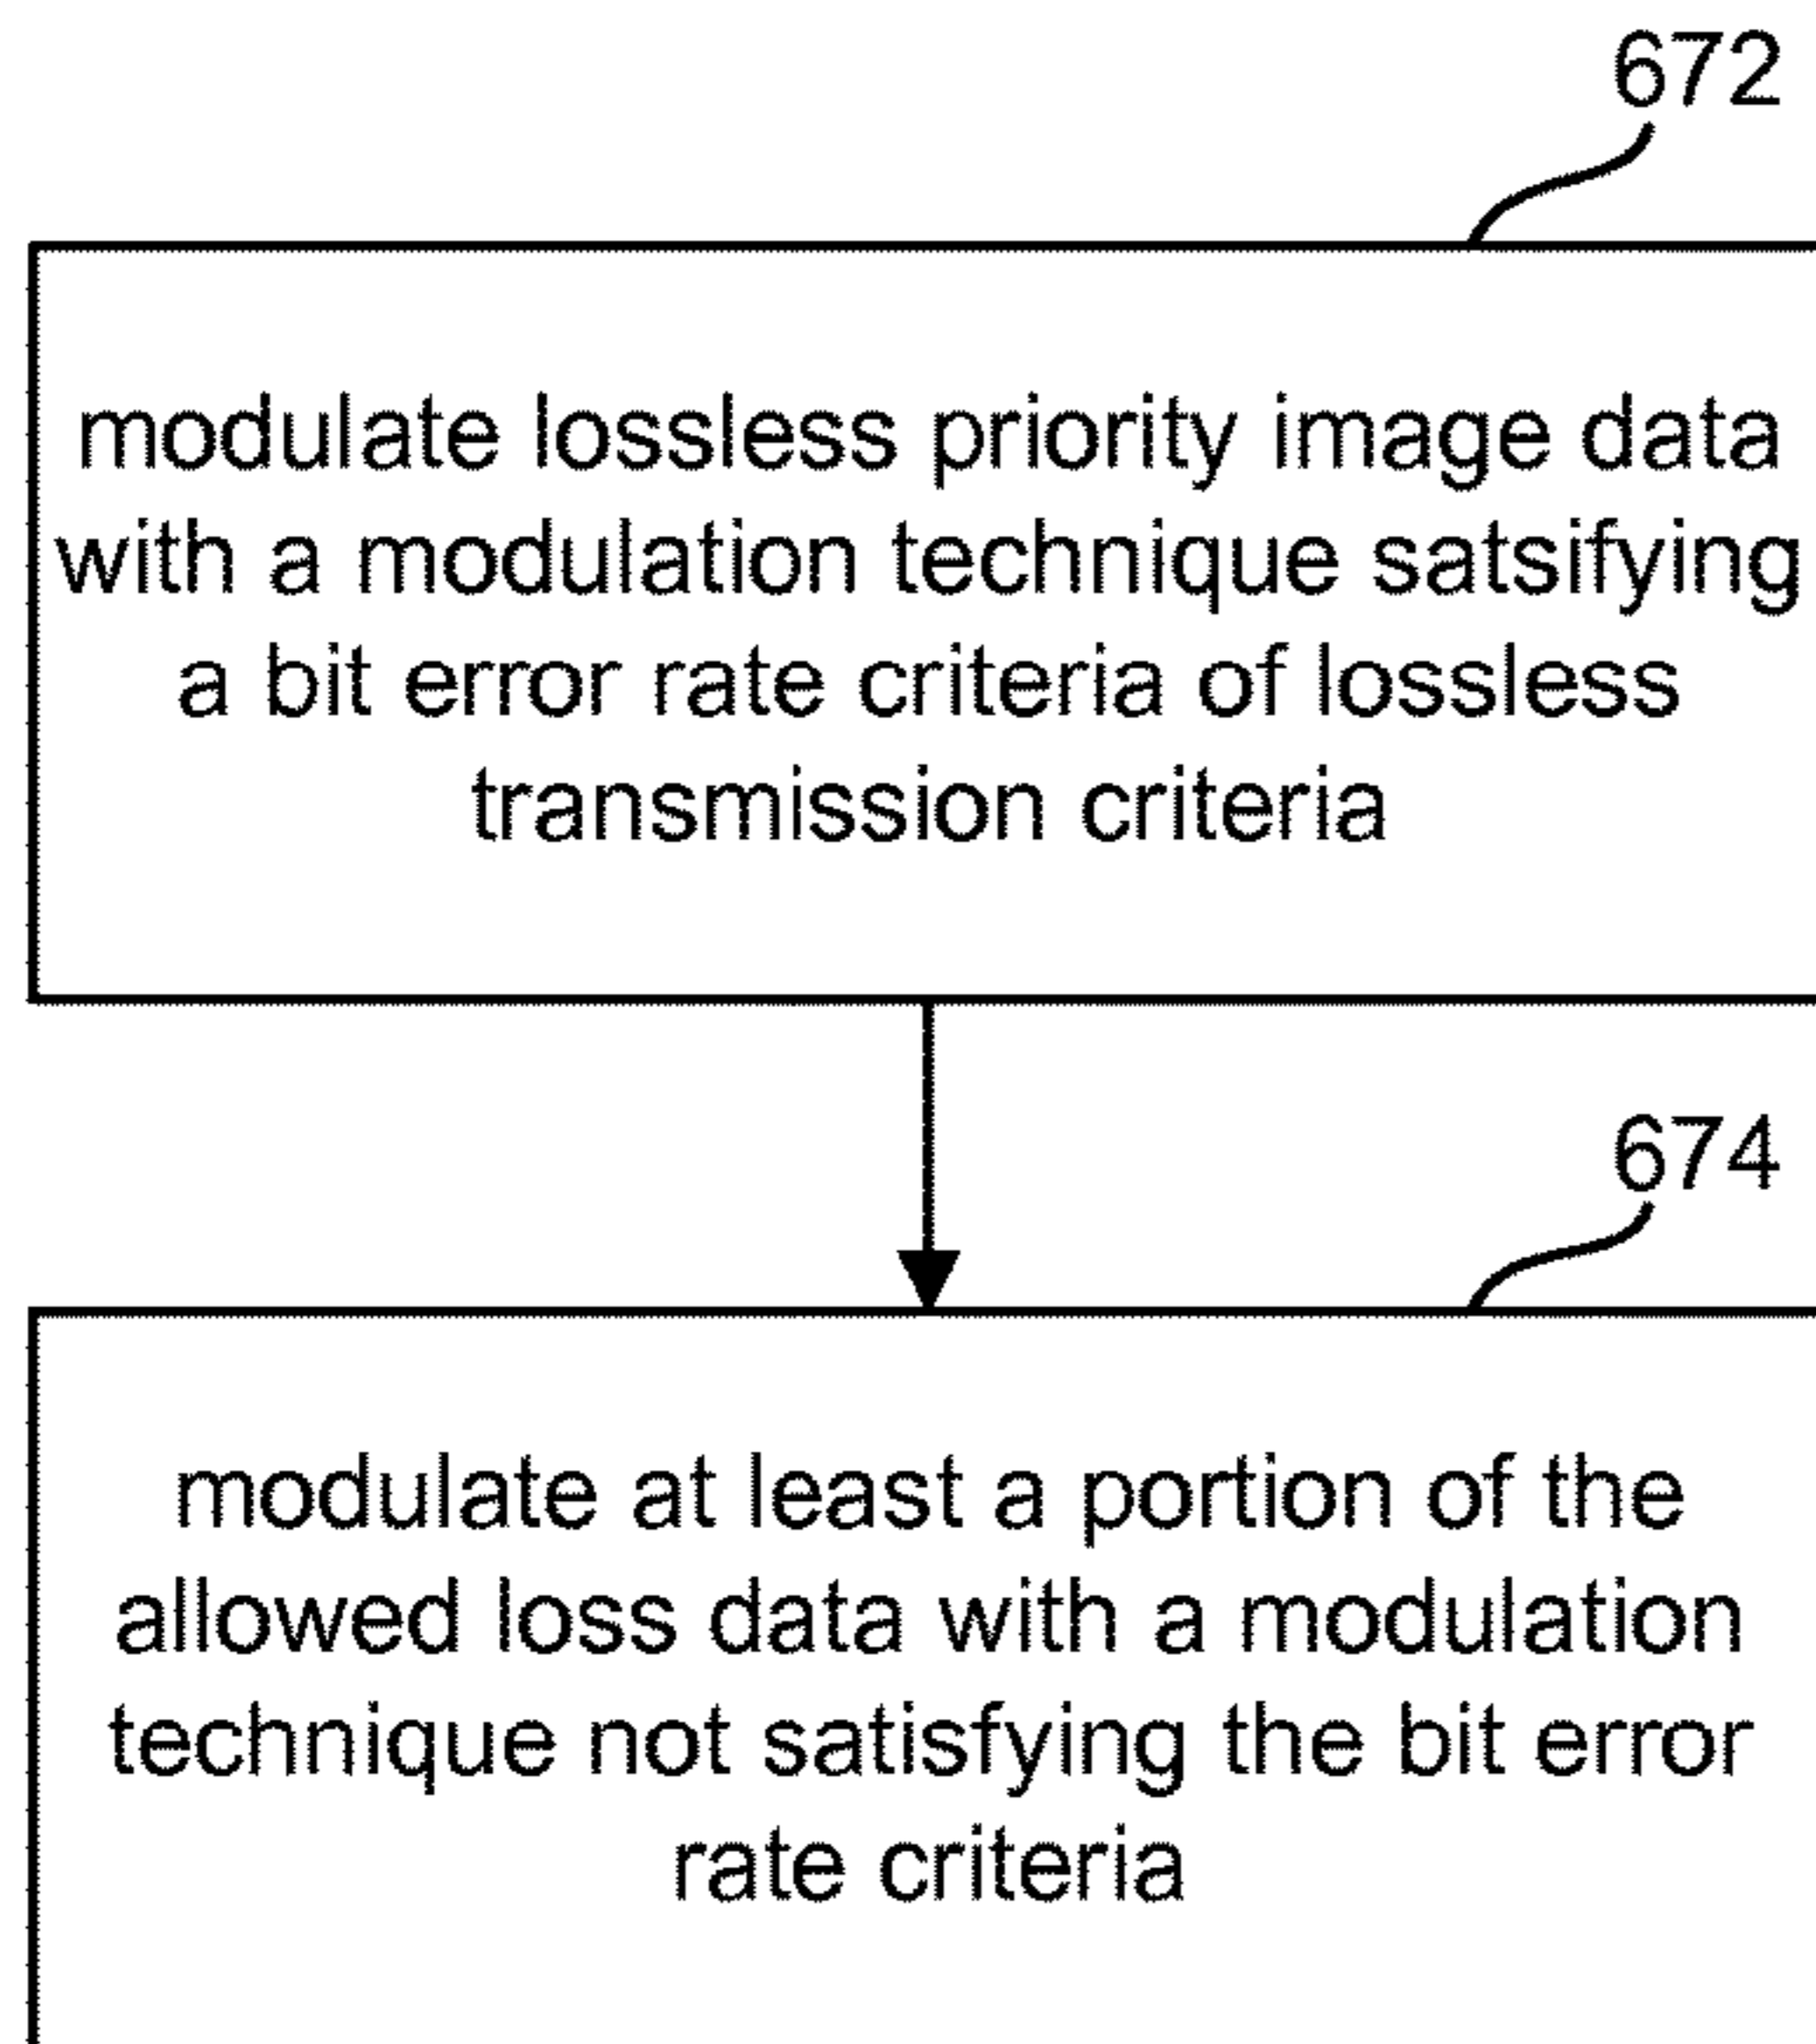 672
modulate lossless priority image data
with a modulation technique satsifying
a bit error rate criteria of lossless
transmission criteria
674
modulate at least a portion of the
allowed loss data with a modulation
technique not satisfying the bit error
rate criteria